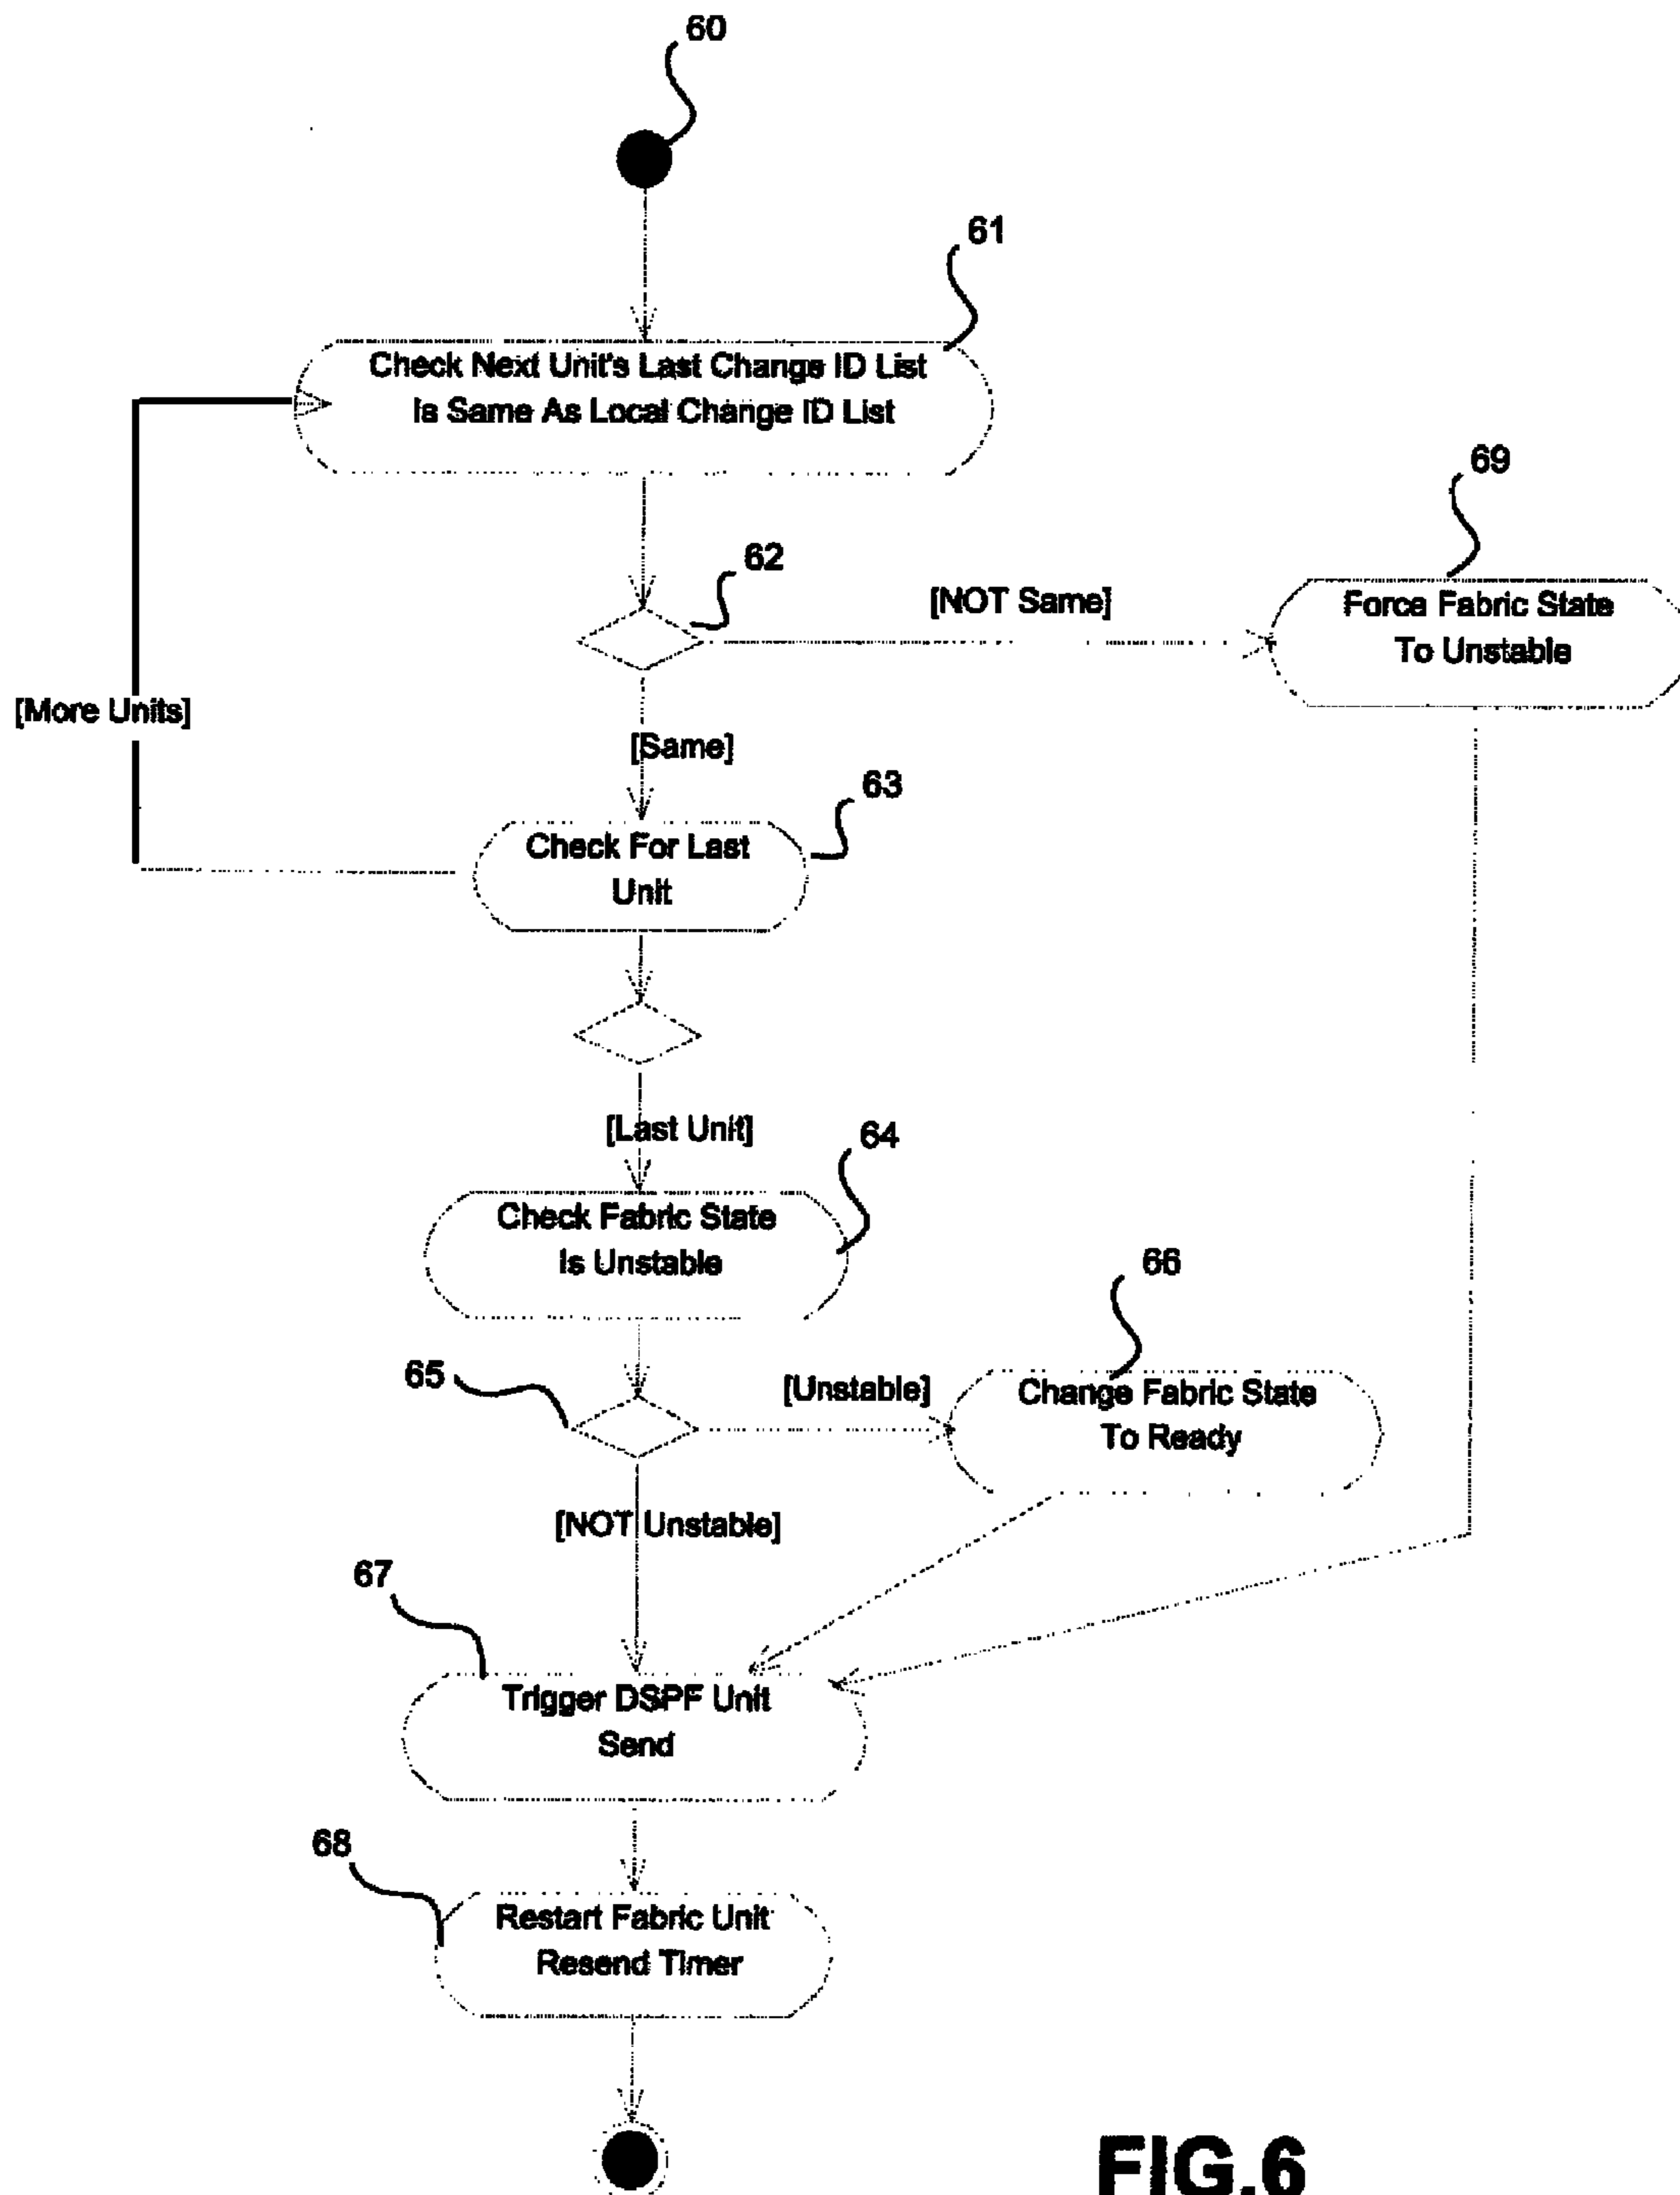 60
61
Check Next Unit's Last Change ID List
Is Same As Local Change ID List
69
62
[NOT Same]
Force Fabric State
To Unstable
[More Units]
[Same]
63
Check For Last
Unit
[Last Unit]
64
Check Fabric State
Is Unstable
66
65
[Unstable]
Change Fabric State
To Ready
[NOT Unstable]
67
Trigger DSPF Unit
Send
68
Restart Fabric Unit
Resend Timer
FIG.6